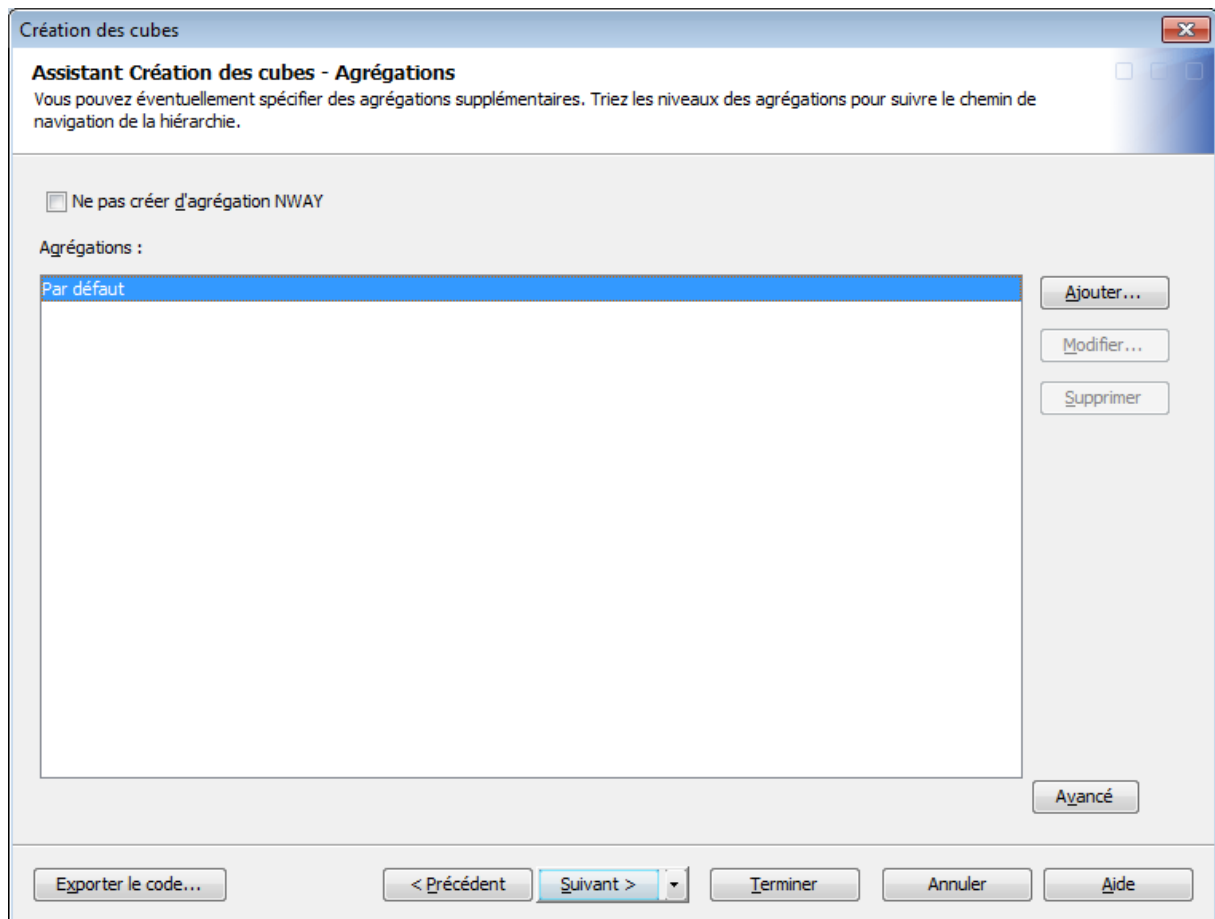 Création des cubes
Assistant Création des cubes - Agrégations
Vous pouvez éventuellement spécifier des agrégations supplémentaires. Triez les niveaux des agrégations pour suivre le chemin de
navigation de la hiérarchie.
Ne pas créer d'agrégation NWAY
Agrégations :
Par défaut
Ajouter...
Modifier...
Supprimer
Avancé
Exporter le code...
< Précédent
Suivant >
Terminer
Annuler
Aide